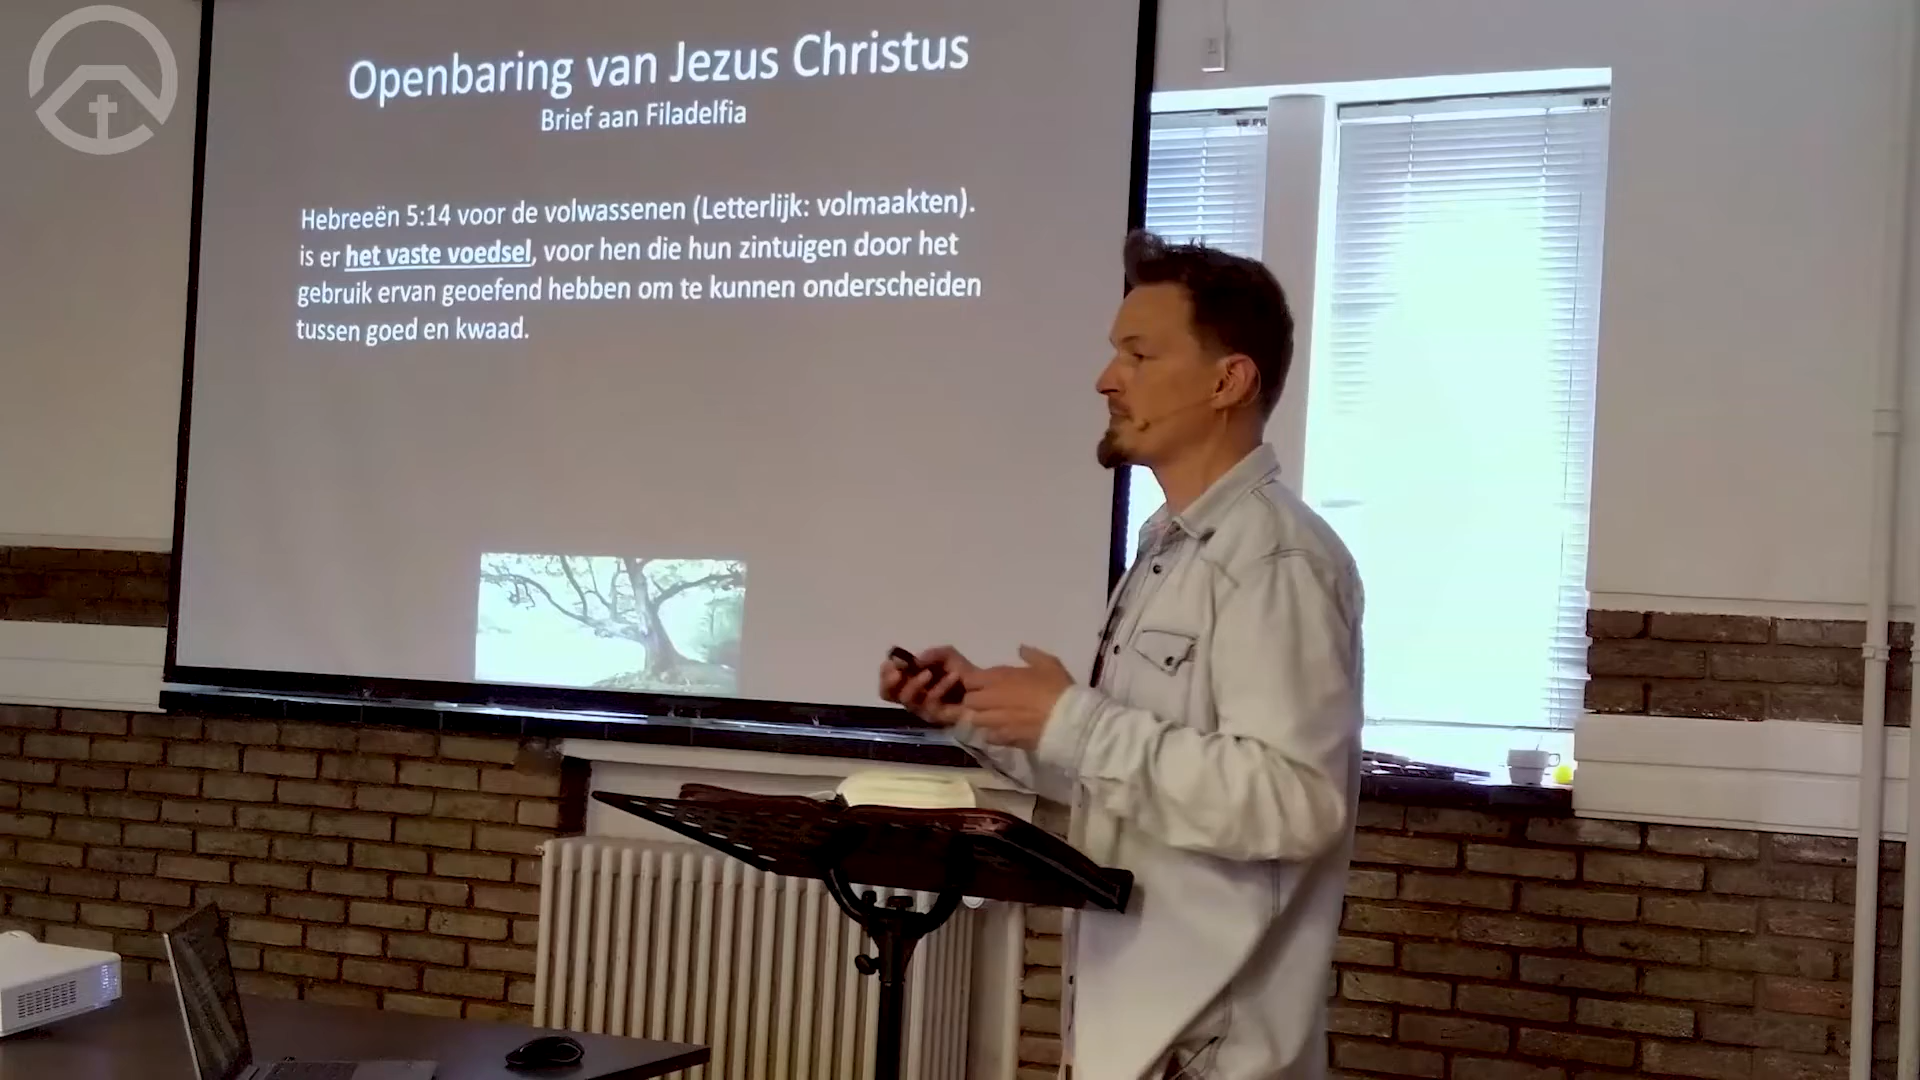 Openbaring van Jezus Christus
Brief aan Filadelfia
Hebreeën 5:14 voor de volwassenen (Letterlijk: volmaakten).
is er het vaste voedsel, voor hen die hun zintuigen door het
gebruik ervan geoefend hebben om te kunnen onderscheiden
tussen goed en kwaad.